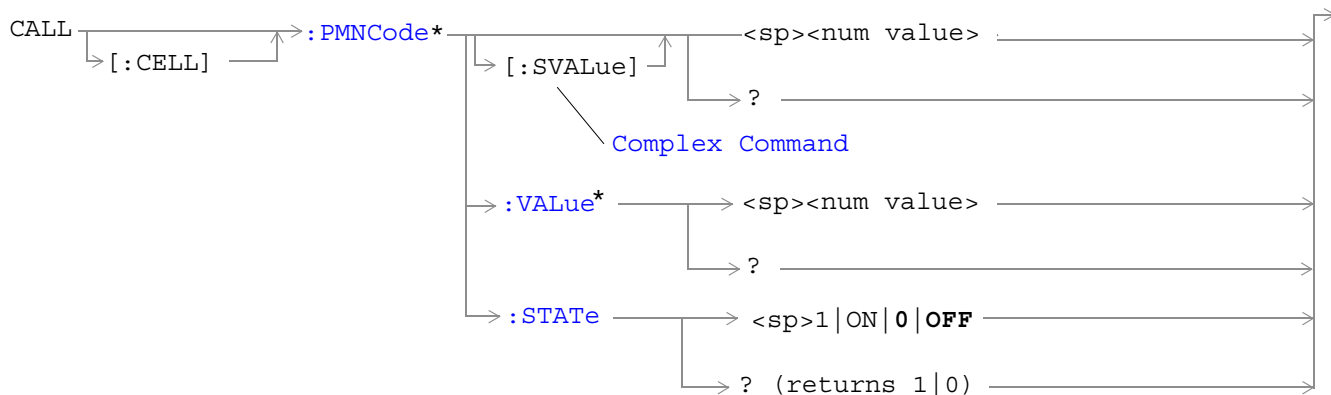 CALL :PMNCode* <sp><num value>
[:CELL] [:SVALue]
?
Complex Command
:VALue* <sp><num value>
?
:STATe <sp>1|ON|0|OFF
? (returns 1|0)